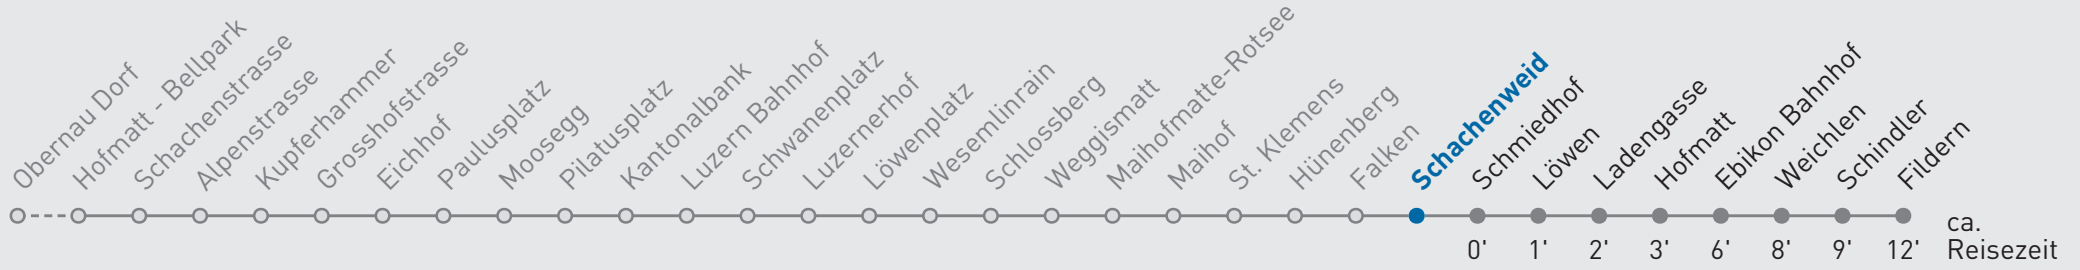 Obernau Dorf
Hofmatt - Bellpark
Schachenstrasse
Alpenstrasse
Kupferhammer
Grosshofstrasse
Eichhof
Paulusplatz
Moosegg
Pilatusplatz
Kantonalbank
Luzern Bahnhof
Schwanenplatz
Luzernerhof
Löwenplatz
Wesemlinrain
Schlossberg
Weggismatt
Maihofmatte-Rotsee
Maihof
St. Klemens
Hünenberg
Falken
Schachenweid
Schmiedhof
Löwen
Ladengasse
Hofmatt
Ebikon Bahnhof
Weichlen
Schindler
Fildern
ca.
0' 1' 2' 3' 6' 8' 9' 12' Reisezeit